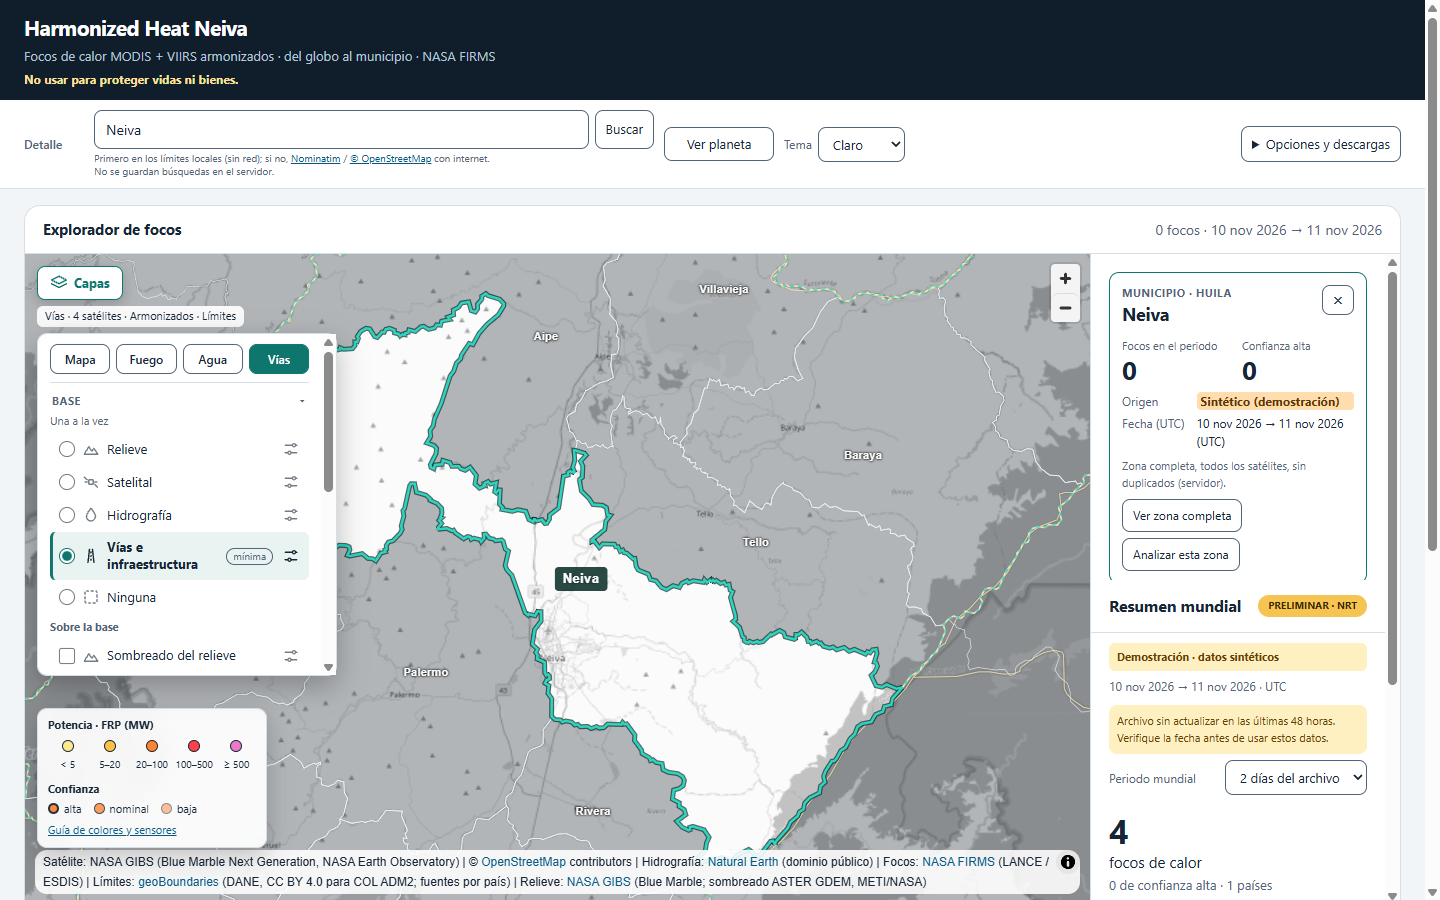 Harmonized Heat Neiva
Focos de calor MODIS + VIIRS armonizados · del globo al municipio · NASA FIRMS
No usar para proteger vidas ni bienes.
Detalle
Neiva
Buscar
Primero en los límites locales (sin red); si no, Nominatim / © OpenStreetMap con internet.
No se guardan búsquedas en el servidor.
Ver planeta
Tema
Claro
▶ Opciones y descargas
Explorador de focos
0 focos · 10 nov 2026 → 11 nov 2026
Capas
Vías · 4 satélites · Armonizados · Límites
Mapa
Fuego
Agua
Vías
BASE
Una a la vez
Relieve
Satelital
Hidrografía
Vías e
infraestructura
mínima
Ninguna
Sobre la base
Sombreado del relieve
Potencia · FRP (MW)
< 5
5–20
20–100
100–500
≥ 500
Confianza
alta
nominal
baja
Guía de colores y sensores
Villavieja
Aipe
Baraya
Baraya
Baraya
Tello
Tello
Tello
Neiva
45
Neiva
Palermo
Palermo
43
Rivera
Rivera
+
−
Satélite: NASA GIBS (Blue Marble Next Generation, NASA Earth Observatory) | © OpenStreetMap contributors | Hidrografía: Natural Earth (dominio público) | Focos: NASA FIRMS (LANCE /
ESDIS) | Límites: geoBoundaries (DANE, CC BY 4.0 para COL ADM2; fuentes por país) | Relieve: NASA GIBS (Blue Marble; sombreado ASTER GDEM, METI/NASA)
MUNICIPIO · HUILA
Neiva
×
Focos en el periodo
Confianza alta
0
0
Origen
Sintético (demostración)
Fecha (UTC)
10 nov 2026 → 11 nov 2026
(UTC)
Zona completa, todos los satélites, sin
duplicados (servidor).
Ver zona completa
Analizar esta zona
Resumen mundial
PRELIMINAR · NRT
Demostración · datos sintéticos
10 nov 2026 → 11 nov 2026 · UTC
Archivo sin actualizar en las últimas 48 horas.
Verifique la fecha antes de usar estos datos.
Periodo mundial
2 días del archivo
4
focos de calor
0 de confianza alta · 1 países